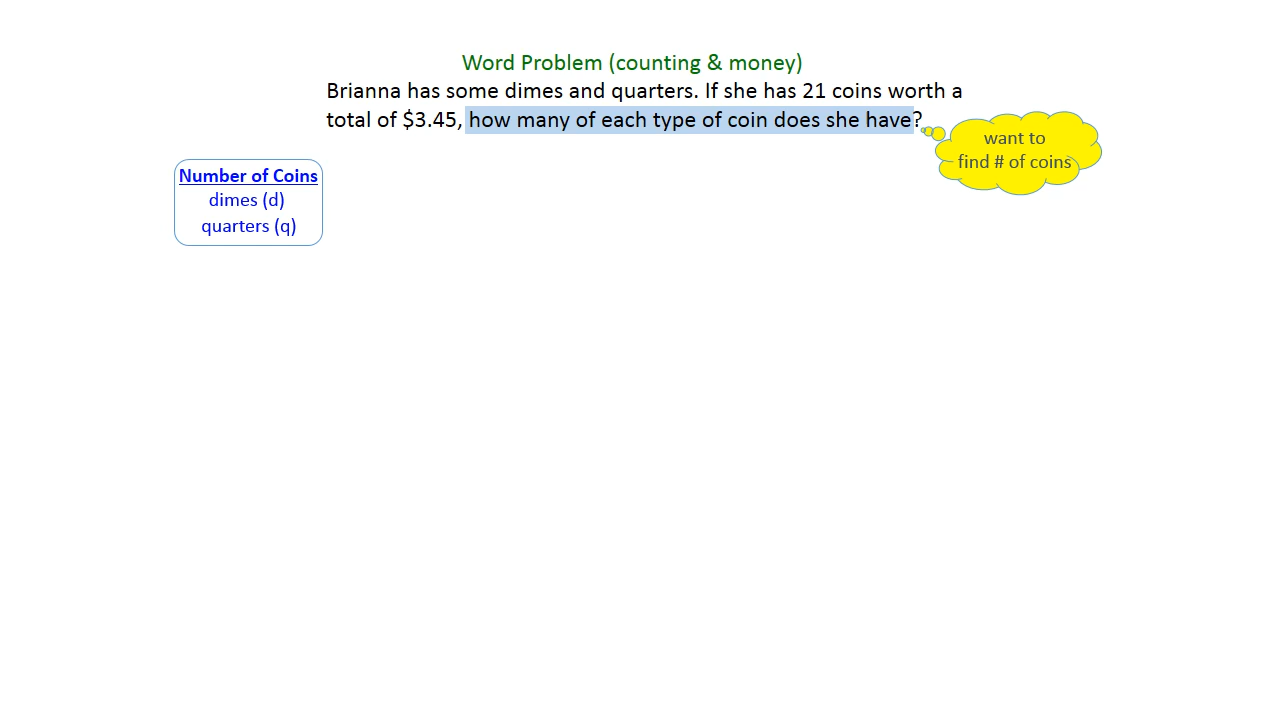 Word Problem (counting & money)
Brianna has some dimes and quarters. If she has 21 coins worth a
total of $3.45, how many of each type of coin does she have?
want to
find # of coins
Number of Coins
dimes (d)
quarters (q)